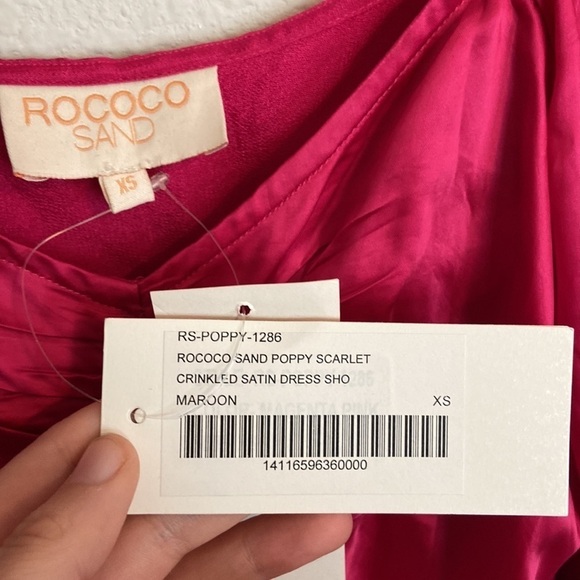 ROCOCO
SAND
XS
RS-POPPY-1286
ROCOCO SAND POPPY SCARLET
CRINKLED SATIN DRESS SHO
MAROON XS
14116596360000